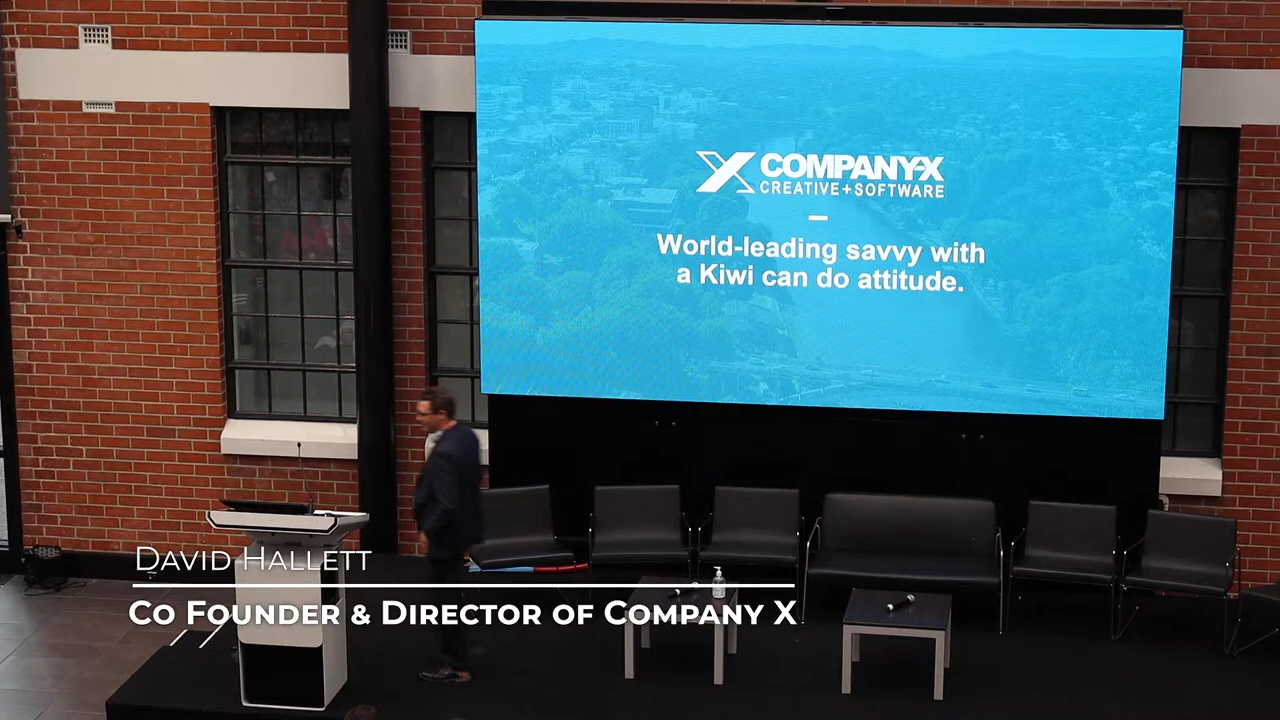 COMPANY-X
CREATIVE+SOFTWARE
World-leading savvy with
a Kiwi can do attitude.
David Hallett
Co Founder & Director of Company X